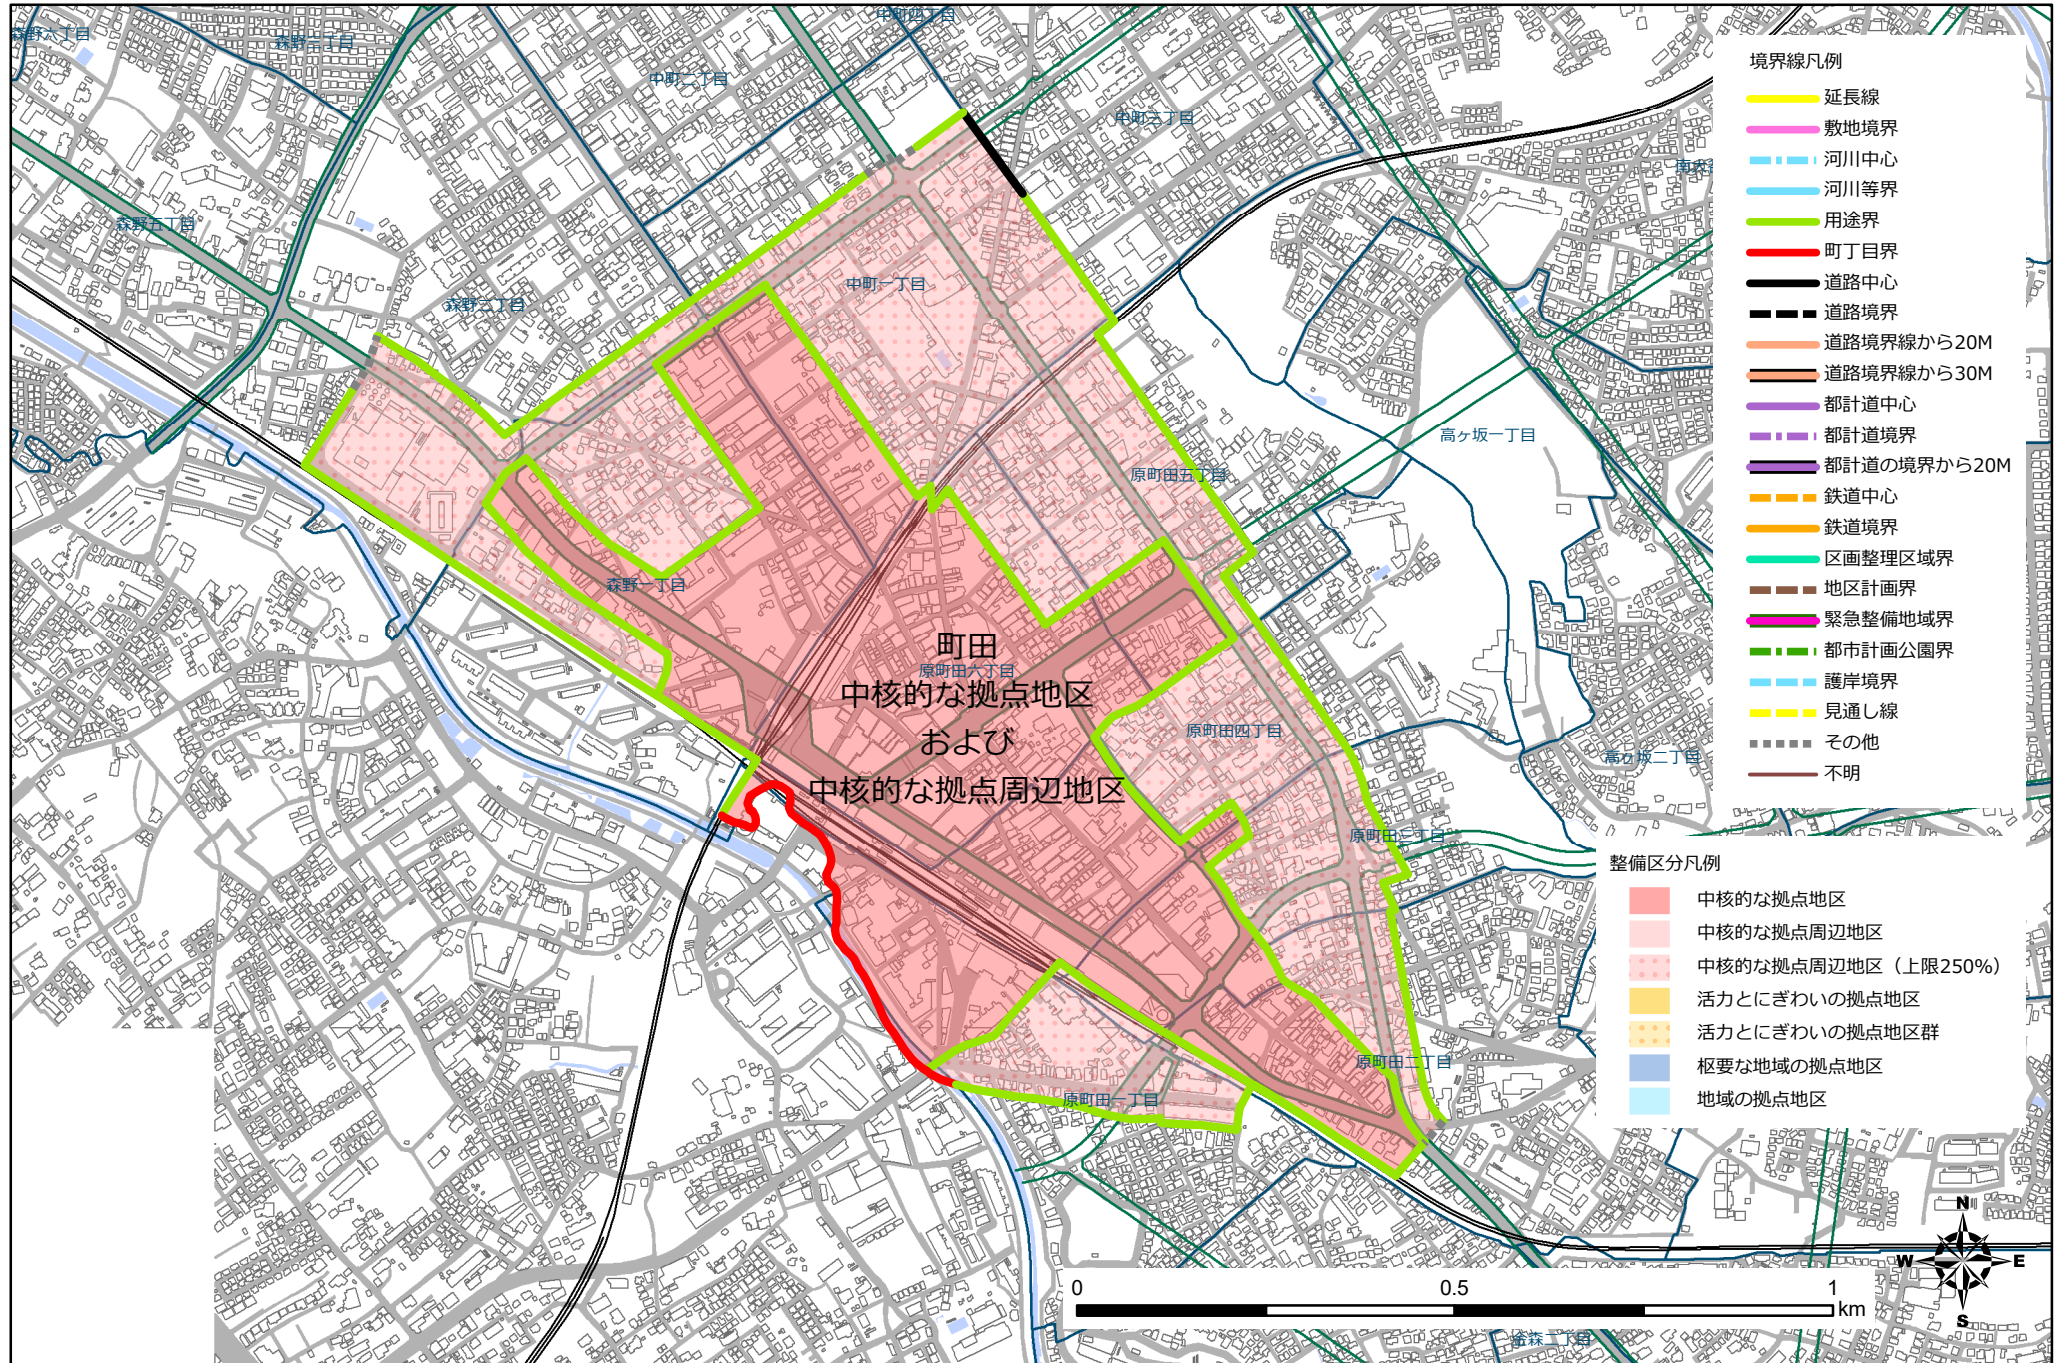 森野六丁目
森野三丁目
中町四丁目
中町二丁目
中町三丁目
森野五丁目
森野二丁目
中町一丁目
高ヶ坂一丁目
原町田五丁目
森野一丁目
町田
原町田六丁目
中核的な拠点地区
および
中核的な拠点周辺地区
原町田四丁目
高ヶ坂二丁目
原町田三丁目
原町田二丁目
原町田一丁目
金森二丁目
境界線凡例
延長線
敷地境界
河川中心
河川等界
用途界
町丁目界
道路中心
道路境界
道路境界線から20M
道路境界線から30M
都計道中心
都計道境界
都計道の境界から20M
鉄道中心
鉄道境界
区画整理区域界
地区計画界
緊急整備地域界
都市計画公園界
護岸境界
見通し線
その他
不明
整備区分凡例
中核的な拠点地区
中核的な拠点周辺地区
中核的な拠点周辺地区（上限250%）
活力とにぎわいの拠点地区
活力とにぎわいの拠点地区群
枢要な地域の拠点地区
地域の拠点地区
N
W E
S
0 0.5 1
km